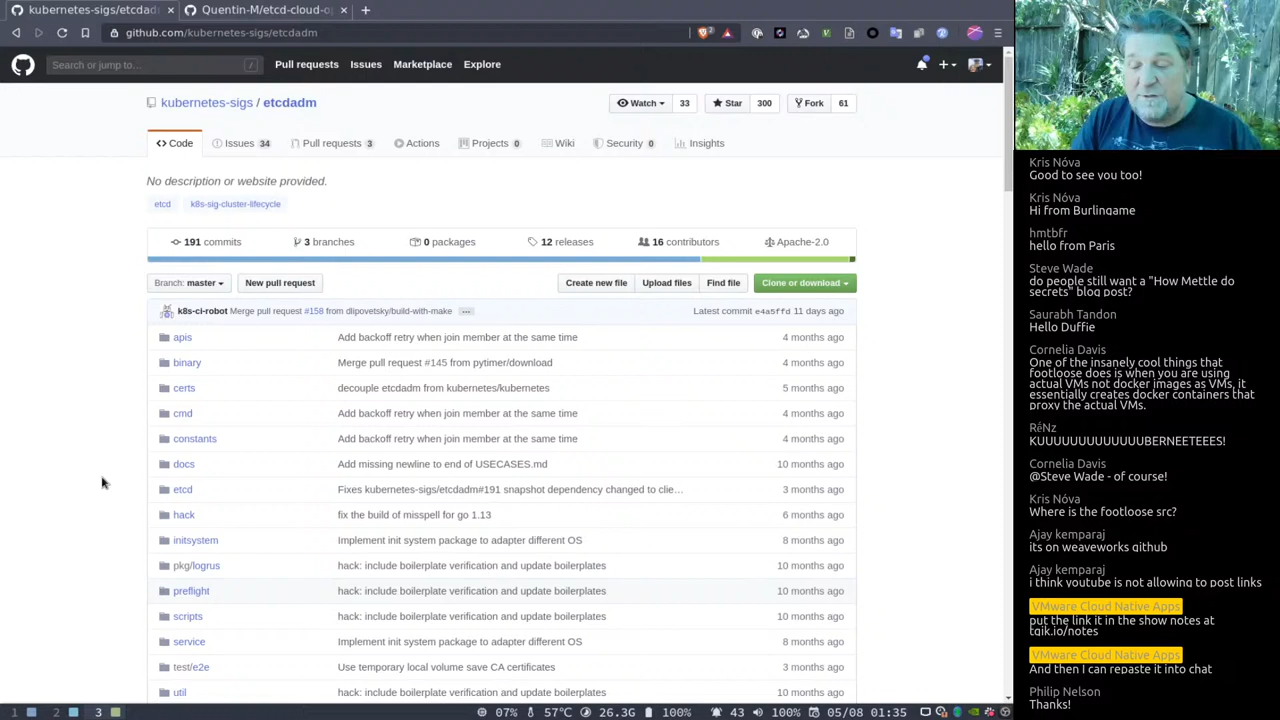 kubernetes-sigs/etcdadm
Quentin-M/etcd-cloud-o
github.com/kubernetes-sigs/etcdadm
2
Search or jump to…
/
Pull requests
Issues
Marketplace
Explore
kubernetes-sigs / etcdadm
Watch
33
Star
300
Fork
61
Code
Issues 34
Pull requests 3
Actions
Projects 0
Wiki
Security 0
Insights
No description or website provided.
etcd
k8s-sig-cluster-lifecycle
191 commits
3 branches
0 packages
12 releases
16 contributors
Apache-2.0
Branch: master
New pull request
Create new file
Upload files
Find file
Clone or download
k8s-ci-robot Merge pull request #158 from dlipovetsky/build-with-make …
Latest commit e4a5ffd 11 days ago
apis Add backoff retry when join member at the same time 4 months ago
binary Merge pull request #145 from pytimer/download 4 months ago
certs decouple etcdadm from kubernetes/kubernetes 5 months ago
cmd Add backoff retry when join member at the same time 4 months ago
constants Add backoff retry when join member at the same time 4 months ago
docs Add missing newline to end of USECASES.md 10 months ago
etcd Fixes kubernetes-sigs/etcdadm#191 snapshot dependency changed to clie… 3 months ago
hack fix the build of misspell for go 1.13 6 months ago
initsystem Implement init system package to adapter different OS 8 months ago
pkg/logrus hack: include boilerplate verification and update boilerplates 10 months ago
preflight hack: include boilerplate verification and update boilerplates 10 months ago
scripts hack: include boilerplate verification and update boilerplates 10 months ago
service Implement init system package to adapter different OS 8 months ago
test/e2e Use temporary local volume save CA certificates 3 months ago
util hack: include boilerplate verification and update boilerplates 10 months ago
1 2 3
07% 57℃ 26.3G 100% 43 100% 05/08 01:35
Kris Nóva
Good to see you too!
Kris Nóva
Hi from Burlingame
hmtbfr
hello from Paris
Steve Wade
do people still want a "How Mettle do
secrets" blog post?
Saurabh Tandon
Hello Duffie
Cornelia Davis
One of the insanely cool things that
footloose does is when you are using
actual VMs not docker images as VMs, it
essentially creates docker containers that
proxy the actual VMs.
RéNz
KUUUUUUUUUUUUBERNEETEEES!
Cornelia Davis
@Steve Wade - of course!
Kris Nóva
Where is the footloose src?
Ajay kemparaj
its on weaveworks github
Ajay kemparaj
i think youtube is not allowing to post links
VMware Cloud Native Apps
put the link it in the show notes at
tgik.io/notes
VMware Cloud Native Apps
And then I can repaste it into chat
Philip Nelson
Thanks!